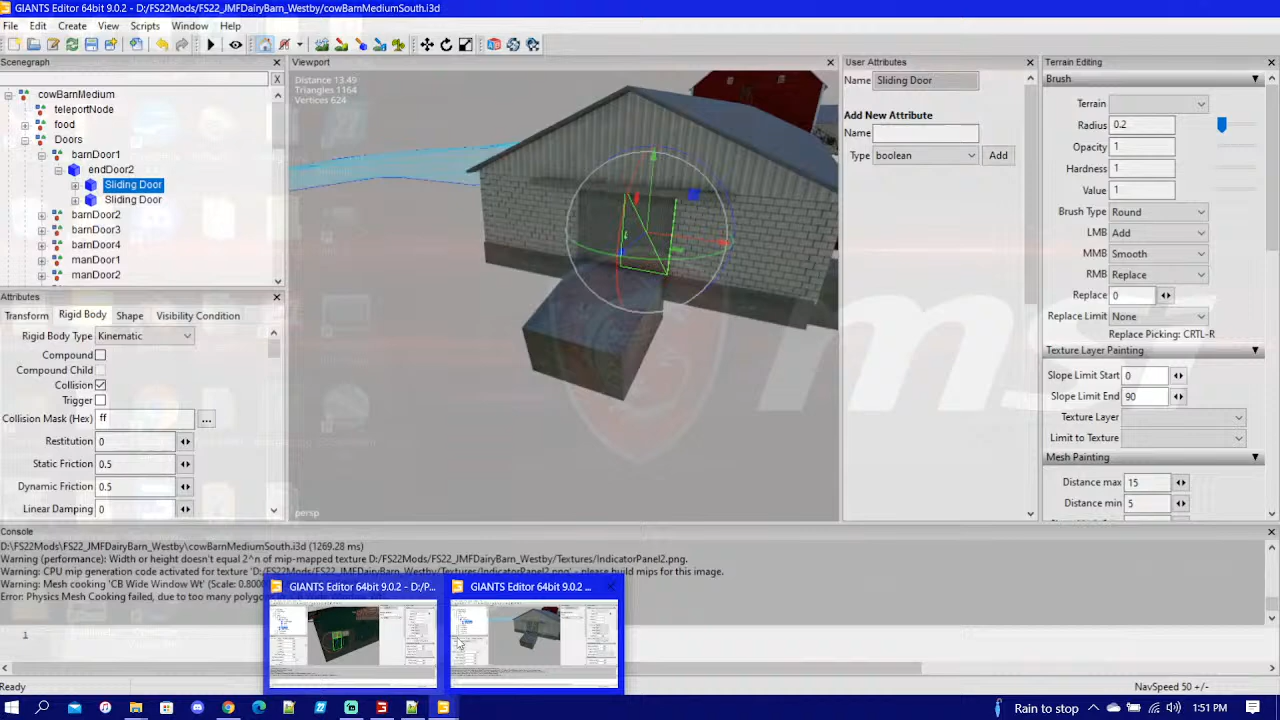 GIANTS Editor 64bit 9.0.2 - D:/FS22Mods/FS22_JMFDairyBarn_Westby/cowBarnMediumSouth.i3d
File Edit Create View Scripts Window Help
Scenegraph
X
cowBarnMedium
teleportNode
food
Doors
barnDoor1
endDoor2
Sliding Door
Sliding Door
barnDoor2
barnDoor3
barnDoor4
manDoor1
manDoor2
Attributes
Transform Rigid Body Shape Visibility Condition
Rigid Body Type Kinematic
Compound
Compound Child
Collision
Trigger
Collision Mask (Hex) ff ...
Restitution 0
Static Friction 0.5
Dynamic Friction 0.5
Linear Damping 0
Viewport
Distance 13.49
Triangles 1164
Vertices 624
persp
msi
User Attributes
Name Sliding Door
Add New Attribute
Name
Type boolean Add
Terrain Editing
Brush
Terrain
Radius 0.2
Opacity 1
Hardness 1
Value 1
Brush Type Round
LMB Add
MMB Smooth
RMB Replace
Replace 0
Replace Limit None
Replace Picking: CRTL-R
Texture Layer Painting
Slope Limit Start 0
Slope Limit End 90
Texture Layer
Limit to Texture
Mesh Painting
Distance max 15
Distance min 5
Console
D:\FS22Mods\FS22_JMFDairyBarn_Westby\cowBarnMediumSouth.i3d (1269.28 ms)
Warning (performance): Width or height doesn't equal 2^n of mip-mapped texture D:/FS22Mods/FS22_JMFDairyBarn_Westby/Textures/IndicatorPanel2.png.
Warning: CPU mip generation code activated for texture 'D:/FS22Mods/FS22_JMFDairyBarn_Westby/Textures/IndicatorPanel2.png' - please build mips for this image.
Warning: Mesh cooking 'CB Wide Window Wt' (Scale: 0.8000
Error: Physics Mesh Cooking failed, due to too many polygon
GIANTS Editor 64bit 9.0.2 - D:/P...
GIANTS Editor 64bit 9.0.2 ...
1
Ready
NavSpeed 50 +/-
Rain to stop
1:51 PM